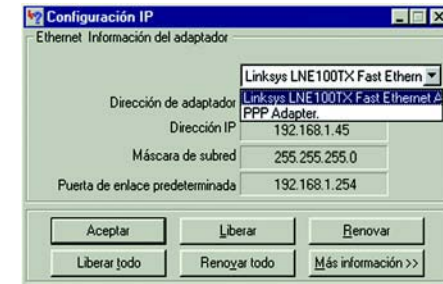 Configuración IP
Ethernet Información del adaptador
Linksys LNE100TX Fast Ethern
Dirección de adaptador
Linksys LNE100TX Fast Ethernet A
PPP Adapter.
Dirección IP 192.168.1.45
Máscara de subred 255.255.255.0
Puerta de enlace predeterminada 192.168.1.254
Aceptar Liberar Renovar
Liberar todo Renovar todo Más información >>